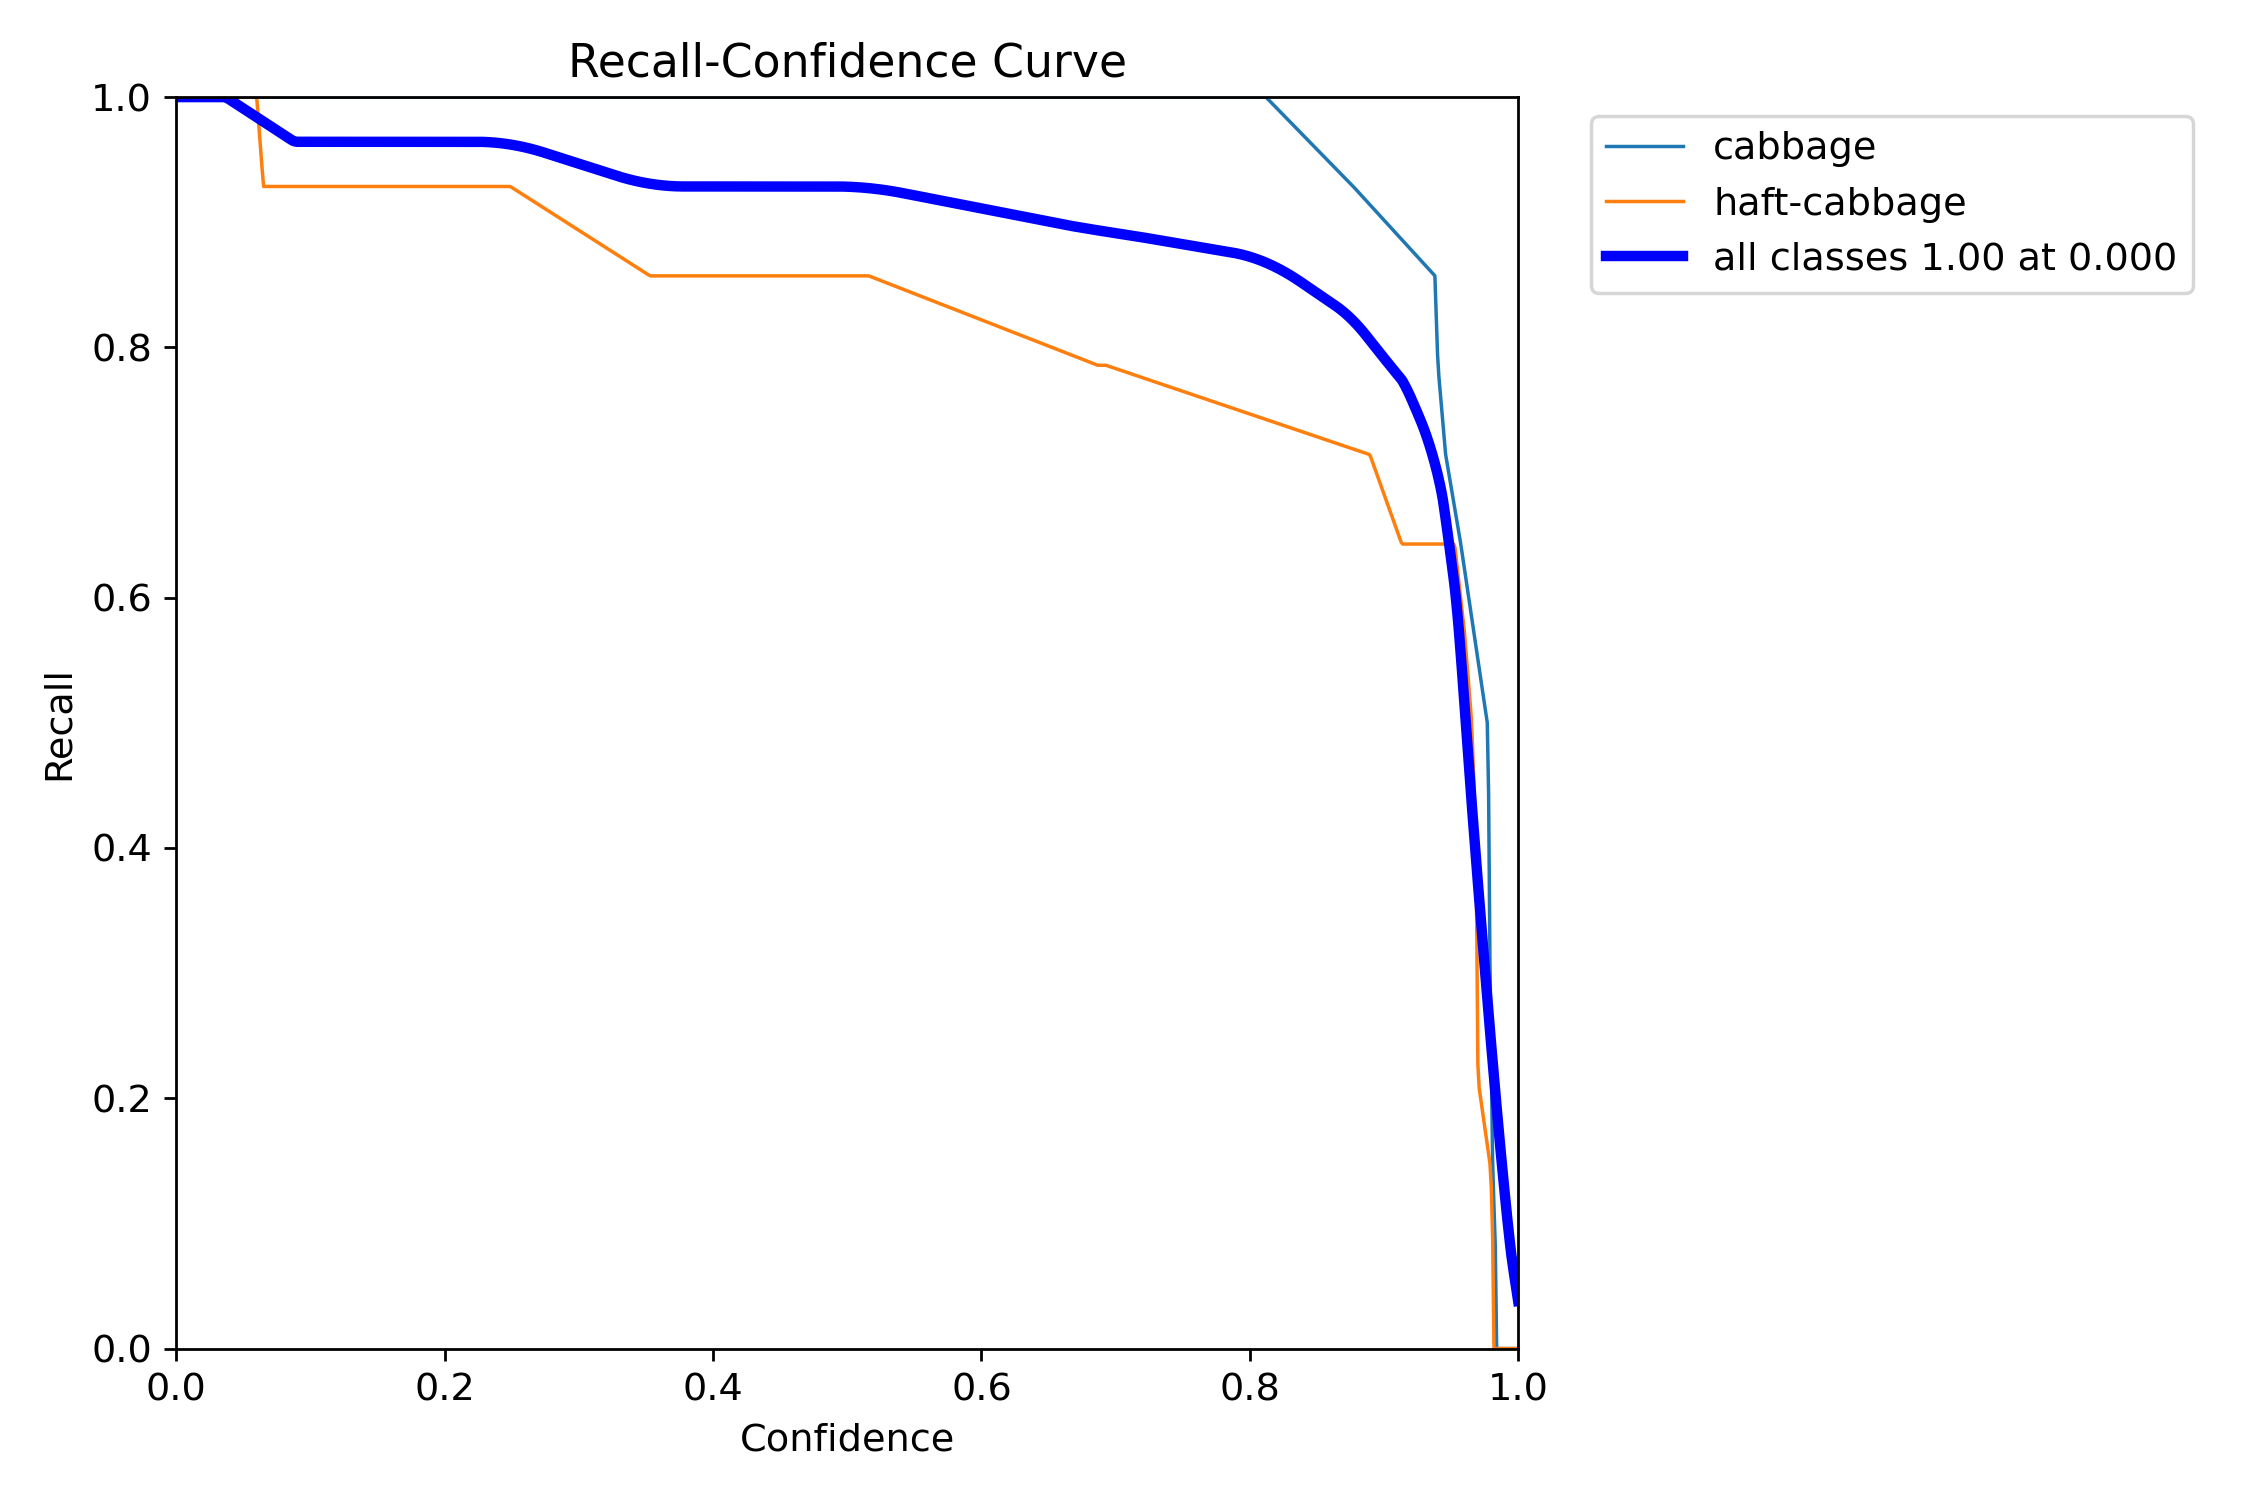 Recall-Confidence Curve
1.0
0.8
0.6
0.4
0.2
0.0
Recall
0.0 0.2 0.4 0.6 0.8 1.0
Confidence
cabbage
haft-cabbage
all classes 1.00 at 0.000